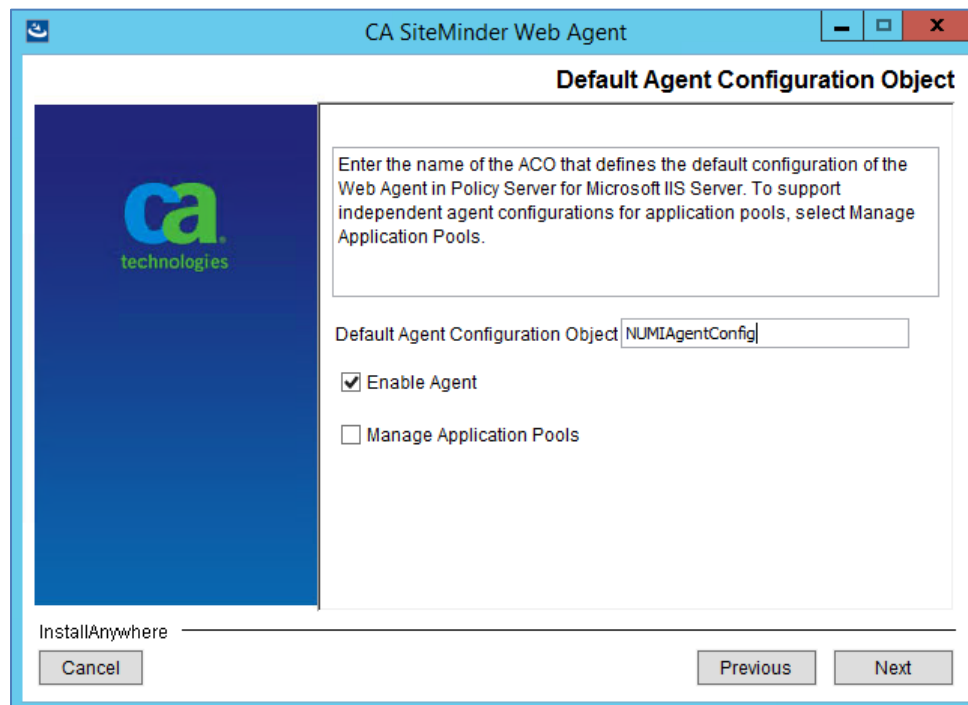 CA SiteMinder Web Agent
Default Agent Configuration Object
ca
technologies
Enter the name of the ACO that defines the default configuration of the
Web Agent in Policy Server for Microsoft IIS Server. To support
independent agent configurations for application pools, select Manage
Application Pools.
Default Agent Configuration Object NUMIAgentConfig
Enable Agent
Manage Application Pools
InstallAnywhere
Cancel Previous Next